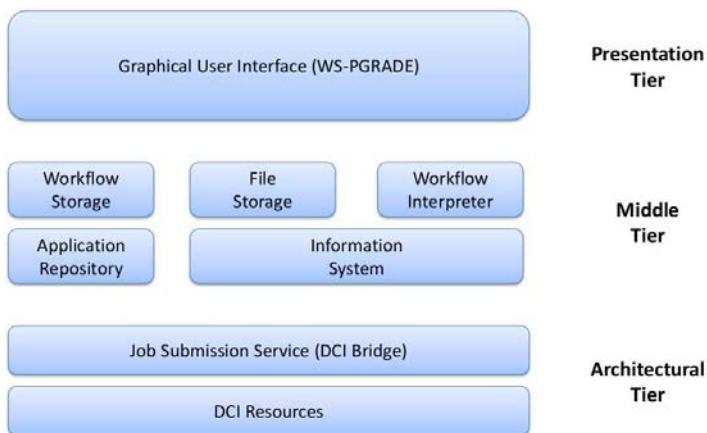 Graphical User Interface (WS-PGRADE)
Presentation
Tier
Workflow
Storage
File
Storage
Workflow
Interpreter
Application
Repository
Information
System
Middle
Tier
Job Submission Service (DCI Bridge)
DCI Resources
Architectural
Tier